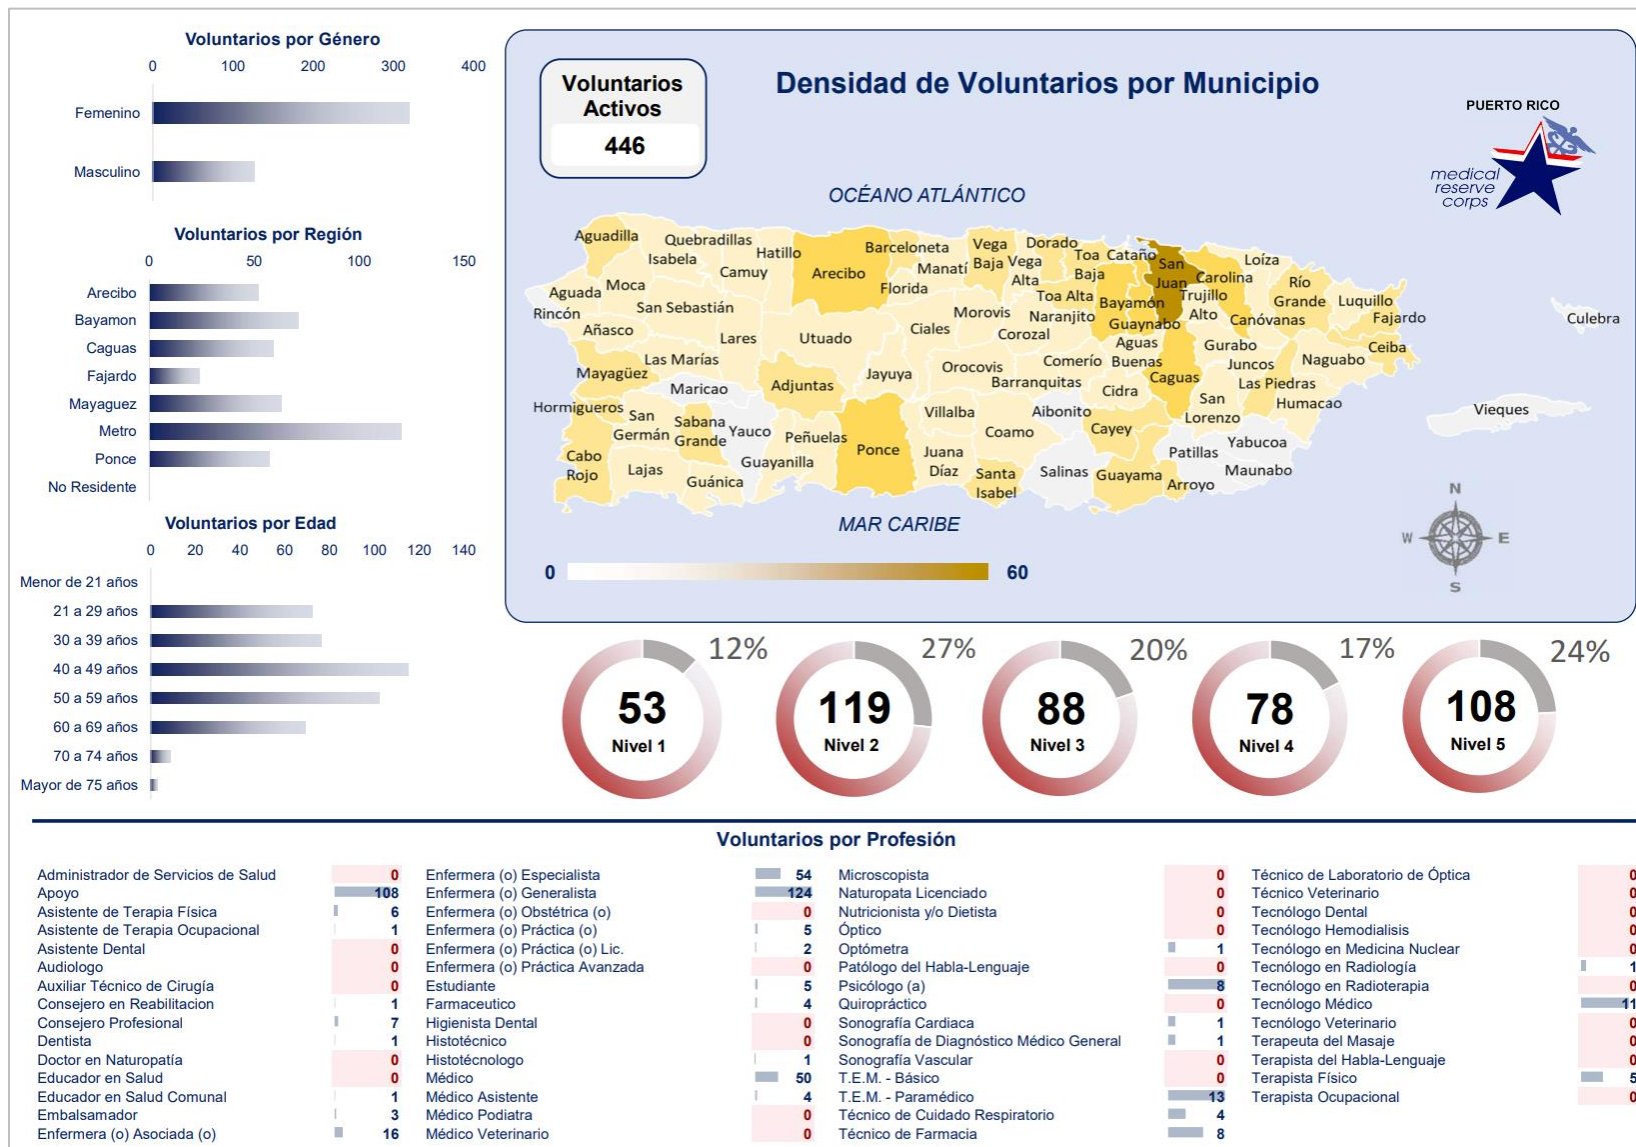 Voluntarios por Género
0 100 200 300 400
Femenino
Masculino
Voluntarios por Región
0 50 100 150
Arecibo
Bayamon
Caguas
Fajardo
Mayaguez
Metro
Ponce
No Residente
Voluntarios por Edad
0 20 40 60 80 100 120 140
Menor de 21 años
21 a 29 años
30 a 39 años
40 a 49 años
50 a 59 años
60 a 69 años
70 a 74 años
Mayor de 75 años
Voluntarios
Activos
446
Densidad de Voluntarios por Municipio
PUERTO RICO
medical
reserve
corps
OCÉANO ATLÁNTICO
Aguadilla
Quebradillas
Isabela
Hatillo
Camuy
Arecibo
Barceloneta
Manatí
Florida
Vega
Baja
Vega
Alta
Dorado
Toa
Baja
Cataño
San
Juan
Carolina
Loíza
Trujillo
Alto
Río
Grande
Luquillo
Fajardo
Culebra
Aguada
Moca
Rincón
San Sebastián
Añasco
Lares
Utuado
Ciales
Morovis
Corozal
Toa Alta
Naranjito
Bayamón
Guaynabo
Canóvanas
Aguas
Buenas
Gurabo
Juncos
Naguabo
Ceiba
Las Marías
Mayagüez
Maricao
Adjuntas
Jayuya
Orocovis
Barranquitas
Comerío
Cidra
Caguas
Las Piedras
San
Lorenzo
Humacao
Vieques
Hormigueros
San
Germán
Sabana
Grande
Yauco
Peñuelas
Guayanilla
Ponce
Villalba
Coamo
Aibonito
Cayey
Yabucoa
Patillas
Maunabo
Cabo
Rojo
Lajas
Guánica
Juana
Díaz
Santa
Isabel
Salinas
Guayama
Arroyo
MAR CARIBE
N
W E
S
0 60
12%
53
Nivel 1
27%
119
Nivel 2
20%
88
Nivel 3
17%
78
Nivel 4
24%
108
Nivel 5
Voluntarios por Profesión
Administrador de Servicios de Salud 0
Apoyo 108
Asistente de Terapia Física 6
Asistente de Terapia Ocupacional 1
Asistente Dental 0
Audiologo 0
Auxiliar Técnico de Cirugía 0
Consejero en Reabilitacion 1
Consejero Profesional 7
Dentista 1
Doctor en Naturopatía 0
Educador en Salud 0
Educador en Salud Comunal 1
Embalsamador 3
Enfermera (o) Asociada (o) 16
Enfermera (o) Especialista 54
Enfermera (o) Generalista 124
Enfermera (o) Obstétrica (o) 0
Enfermera (o) Práctica (o) 5
Enfermera (o) Práctica (o) Lic. 2
Enfermera (o) Práctica Avanzada 0
Estudiante 5
Farmaceutico 4
Higienista Dental 0
Histotécnico 0
Histotécnologo 1
Médico 50
Médico Asistente 4
Médico Podiatra 0
Médico Veterinario 0
Microscopista 0
Naturopata Licenciado 0
Nutricionista y/o Dietista 0
Óptico 0
Optómetra 1
Patólogo del Habla-Lenguaje 0
Psicólogo (a) 8
Quiropráctico 0
Sonografía Cardiaca 1
Sonografía de Diagnóstico Médico General 1
Sonografía Vascular 0
T.E.M. - Básico 0
T.E.M. - Paramédico 13
Técnico de Cuidado Respiratorio 4
Técnico de Farmacia 8
Técnico de Laboratorio de Óptica 0
Técnico Veterinario 0
Tecnólogo Dental 0
Tecnólogo Hemodialisis 0
Tecnólogo en Medicina Nuclear 0
Tecnólogo en Radiología 1
Tecnólogo en Radioterapia 0
Tecnólogo Médico 11
Tecnólogo Veterinario 0
Terapeuta del Masaje 0
Terapista del Habla-Lenguaje 0
Terapista Físico 5
Terapista Ocupacional 0